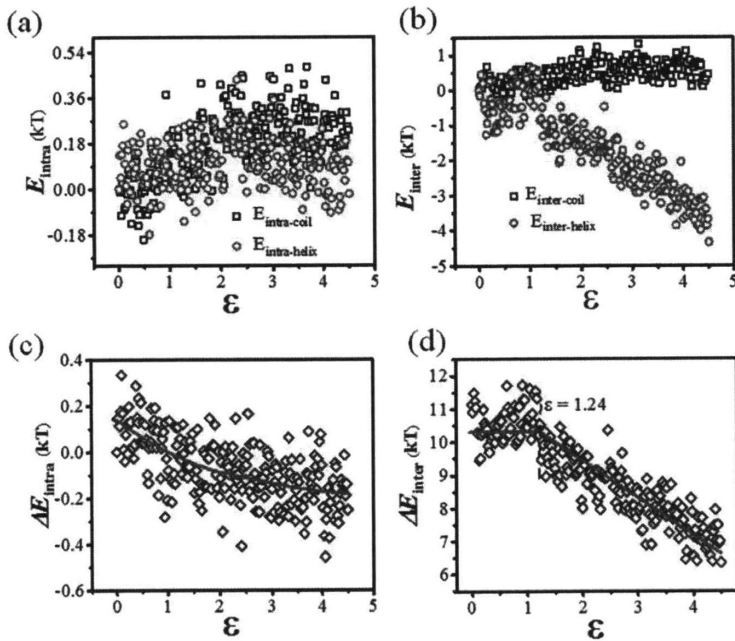 (a)
0.54
0.36
0.18
0.00
-0.18
E_intra (kT)
E_intra-coil
E_intra-helix
0 1 2 3 4 5
ε
(b)
1
0
-1
-2
-3
-4
-5
E_inter (kT)
E_inter-coil
E_inter-helix
0 1 2 3 4 5
ε
(c)
0.4
0.2
0.0
-0.2
-0.4
-0.6
ΔE_intra (kT)
0 1 2 3 4 5
ε
(d)
12
11
10
9
8
7
6
ΔE_inter (kT)
ε = 1.24
0 1 2 3 4
ε